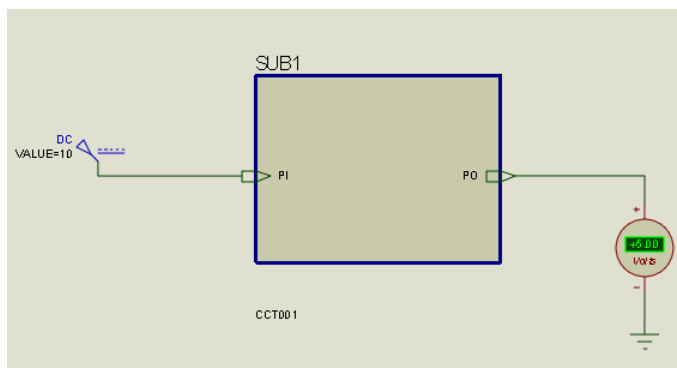 SUB1
DC
VALUE=10
PI
PO
+5.00
Volts
CCT001